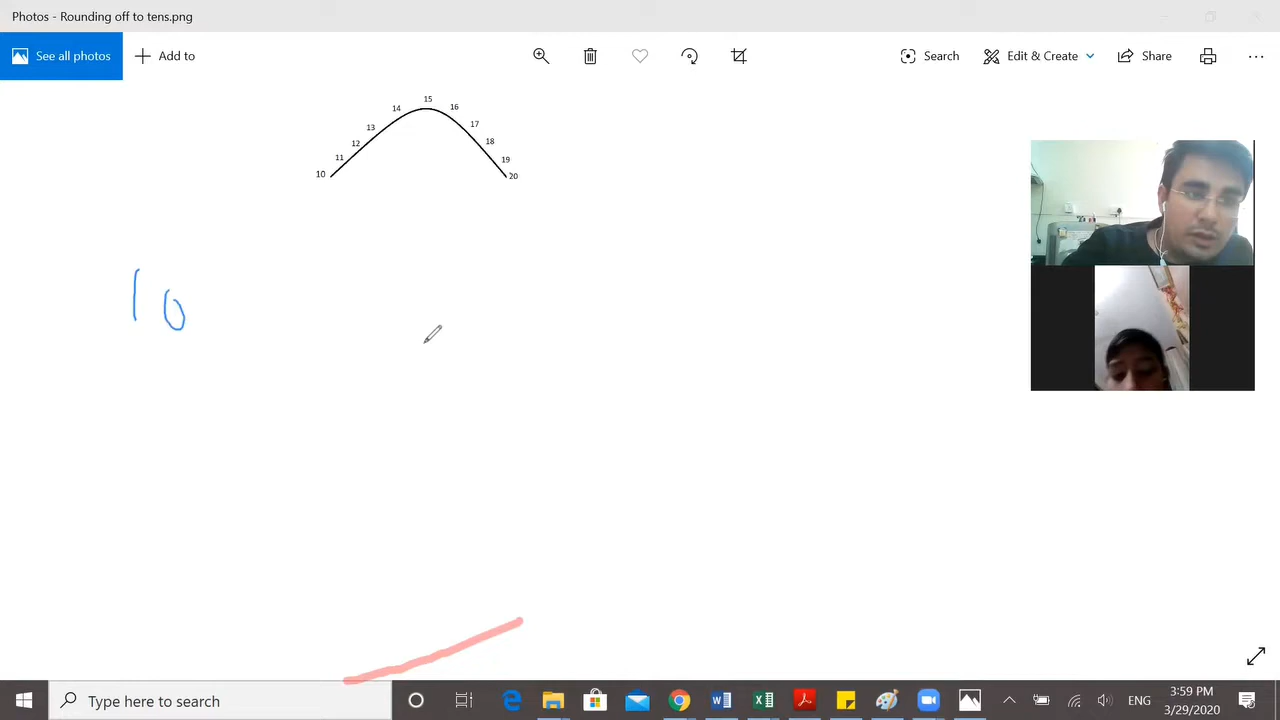 Photos - Rounding off to tens.png
See all photos
Add to
Search
Edit & Create
Share
15
14
16
13
17
12
18
11
19
10
20
10
Type here to search
ENG
3:59 PM
3/29/2020